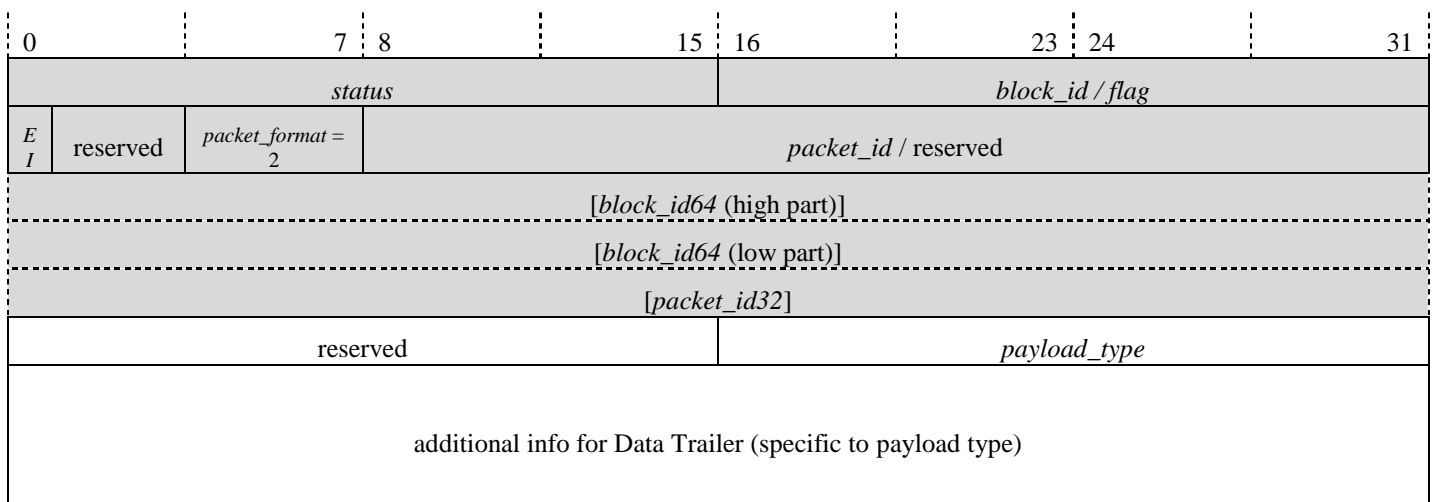 0 7 8 15 16 23 24 31
status block_id / flag
E
I reserved packet_format =
2 packet_id / reserved
[block_id64 (high part)]
[block_id64 (low part)]
[packet_id32]
reserved payload_type
additional info for Data Trailer (specific to payload type)